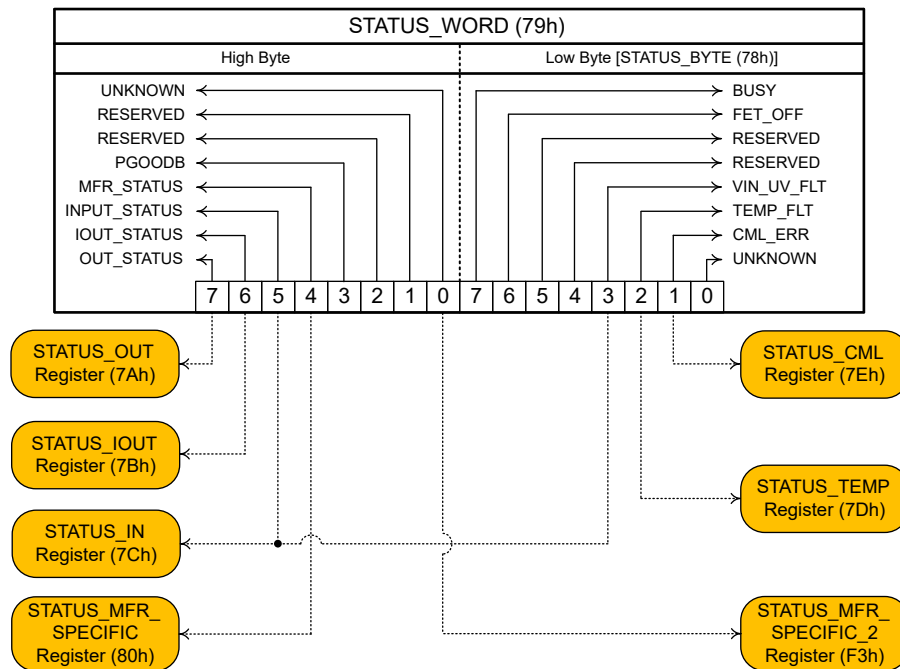 STATUS_WORD (79h)
High Byte
Low Byte [STATUS_BYTE (78h)]
UNKNOWN
BUSY
RESERVED
FET_OFF
RESERVED
RESERVED
PGOODB
RESERVED
MFR_STATUS
VIN_UV_FLT
INPUT_STATUS
TEMP_FLT
IOUT_STATUS
CML_ERR
OUT_STATUS
UNKNOWN
7 6 5 4 3 2 1 0 7 6 5 4 3 2 1 0
STATUS_OUT
Register (7Ah)
STATUS_CML
Register (7Eh)
STATUS_IOUT
Register (7Bh)
STATUS_TEMP
Register (7Dh)
STATUS_IN
Register (7Ch)
STATUS_MFR_
SPECIFIC
Register (80h)
STATUS_MFR_
SPECIFIC_2
Register (F3h)